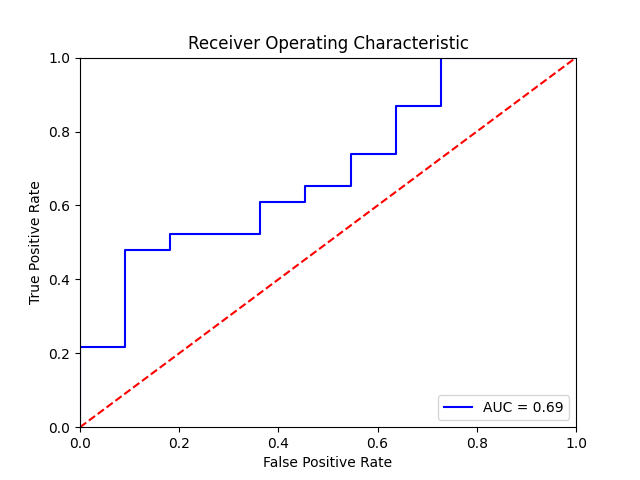 Receiver Operating Characteristic
True Positive Rate
1.0
0.8
0.6
0.4
0.2
0.0
0.0 0.2 0.4 0.6 0.8 1.0
False Positive Rate
AUC = 0.69